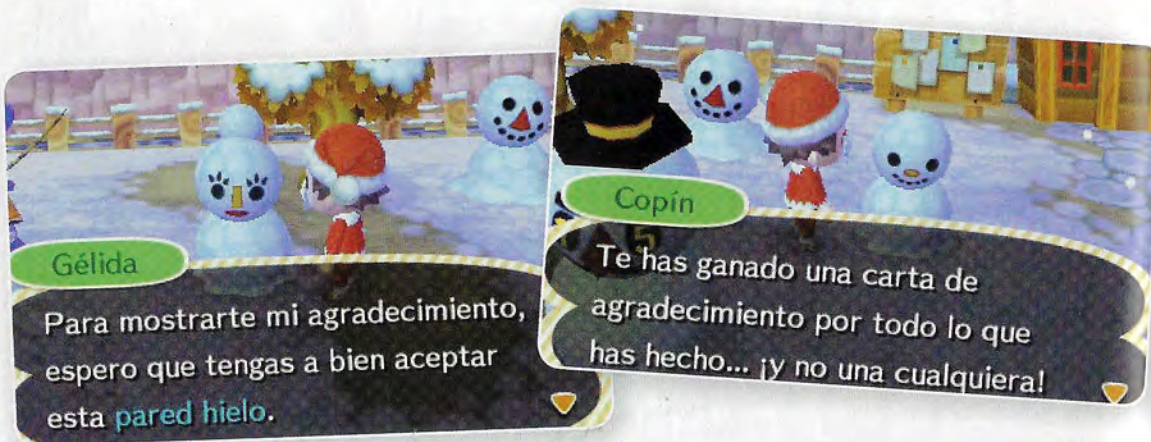 Gélida
Para mostrarte mi agradecimiento,
espero que tengas a bien aceptar
esta pared hielo.
Copín
5
Te has ganado una carta de
agradecimiento por todo lo que
has hecho... ¡y no una cualquiera!